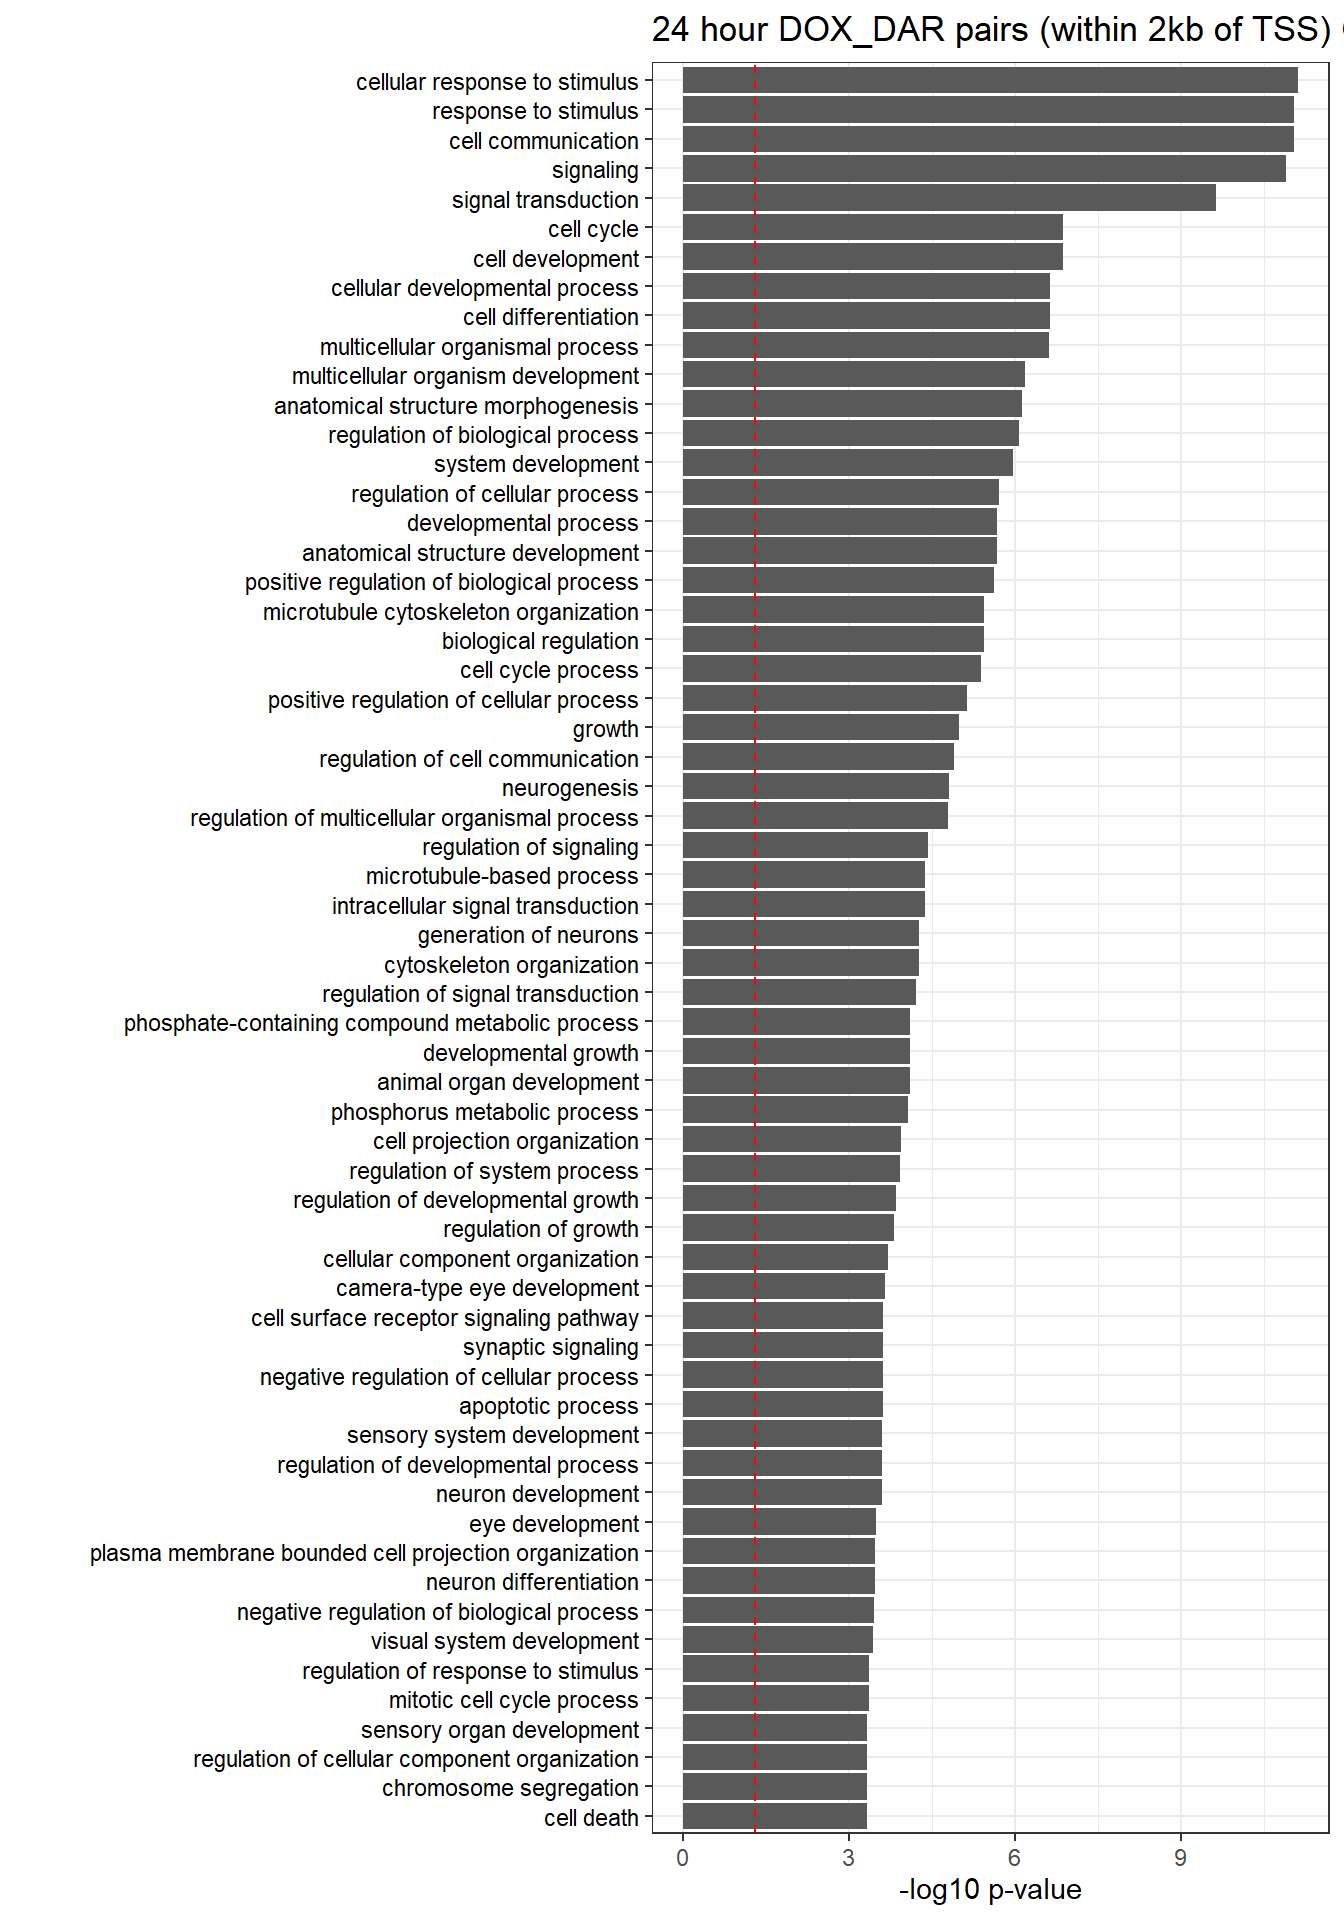 24 hour DOX_DAR pairs (within 2kb of TSS)
cellular response to stimulus
response to stimulus
cell communication
signaling
signal transduction
cell cycle
cell development
cellular developmental process
cell differentiation
multicellular organismal process
multicellular organism development
anatomical structure morphogenesis
regulation of biological process
system development
regulation of cellular process
developmental process
anatomical structure development
positive regulation of biological process
microtubule cytoskeleton organization
biological regulation
cell cycle process
positive regulation of cellular process
growth
regulation of cell communication
neurogenesis
regulation of multicellular organismal process
regulation of signaling
microtubule-based process
intracellular signal transduction
generation of neurons
cytoskeleton organization
regulation of signal transduction
phosphate-containing compound metabolic process
developmental growth
animal organ development
phosphorus metabolic process
cell projection organization
regulation of system process
regulation of developmental growth
regulation of growth
cellular component organization
camera-type eye development
cell surface receptor signaling pathway
synaptic signaling
negative regulation of cellular process
apoptotic process
sensory system development
regulation of developmental process
neuron development
eye development
plasma membrane bounded cell projection organization
neuron differentiation
negative regulation of biological process
visual system development
regulation of response to stimulus
mitotic cell cycle process
sensory organ development
regulation of cellular component organization
chromosome segregation
cell death
0 3 6 9
-log10 p-value